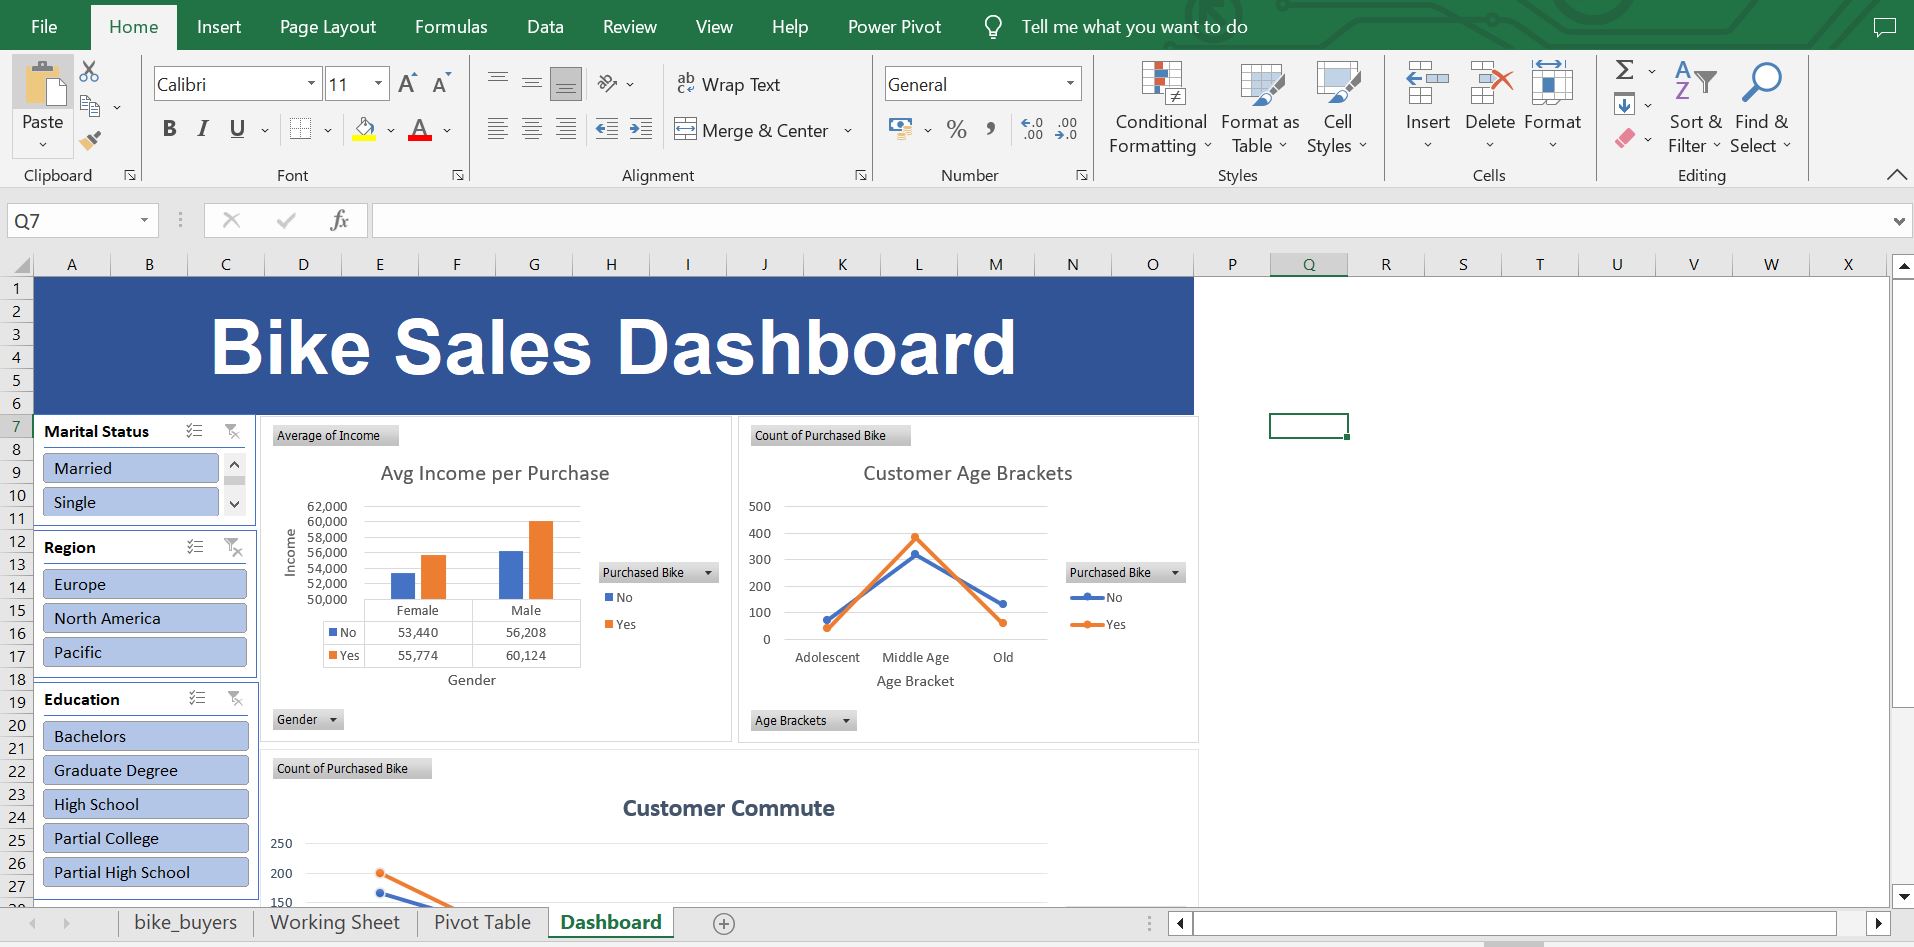 File Home Insert Page Layout Formulas Data Review View Help Power Pivot Tell me what you want to do
Paste
Clipboard
Calibri 11
A A
B I U A
Font
ab
c
Wrap Text
Merge & Center
Alignment
General
% , .0 .00
.00 .0
Number
Conditional
Formatting
Format as
Table
Cell
Styles
Styles
Insert Delete Format
Cells
Σ
A
Z
Sort &
Filter
Find &
Select
Editing
Q7 fx
A B C D E F G H I J K L M N O P Q R S T U V W X
1
2
3
4
5
6
7
8
9
10
11
12
13
14
15
16
17
18
19
20
21
22
23
24
25
26
27
Bike Sales Dashboard
Marital Status
Married
Single
Region
Europe
North America
Pacific
Education
Bachelors
Graduate Degree
High School
Partial College
Partial High School
Average of Income
Avg Income per Purchase
Income
62,000
60,000
58,000
56,000
54,000
52,000
50,000
Female Male
No 53,440 56,208
Yes 55,774 60,124
Gender
Purchased Bike
No
Yes
Gender
Count of Purchased Bike
Customer Age Brackets
500
400
300
200
100
0
Adolescent Middle Age Old
Age Bracket
Purchased Bike
No
Yes
Age Brackets
Count of Purchased Bike
Customer Commute
250
200
150
bike_buyers Working Sheet Pivot Table Dashboard